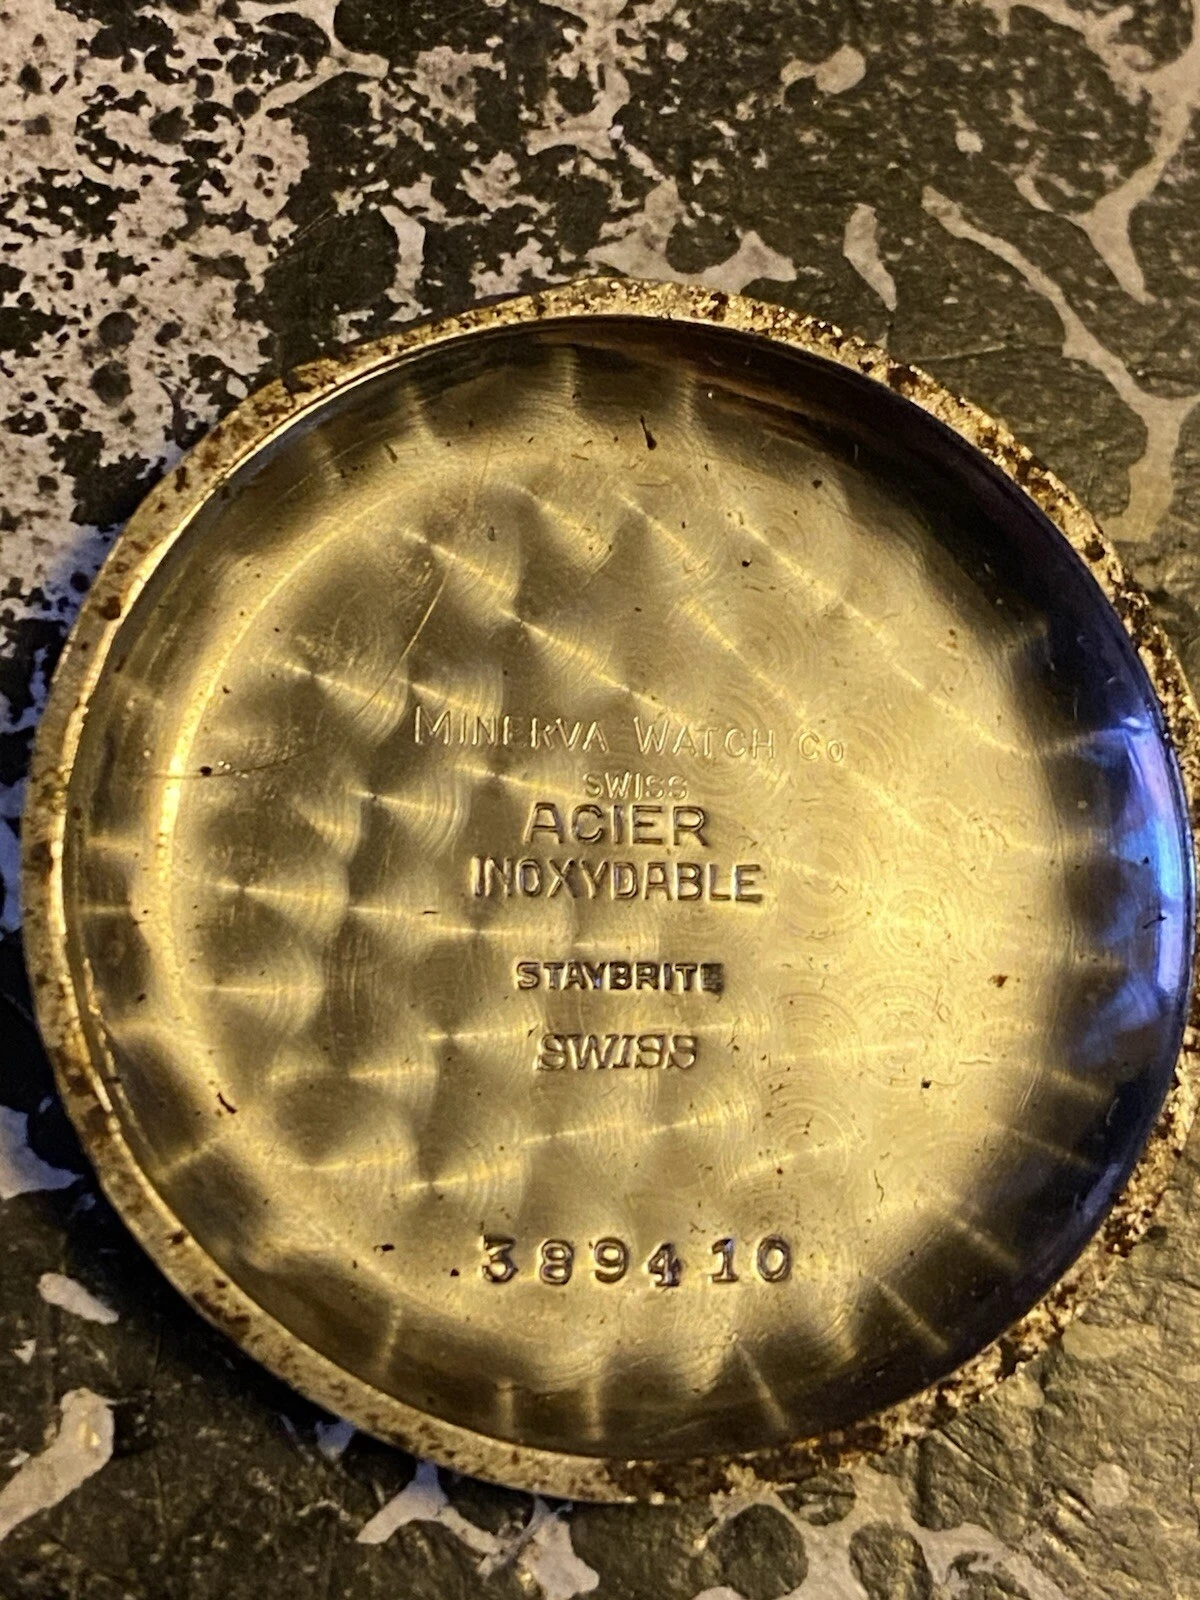 MINERVA WATCH Co
SWISS
ACIER
INOXYDABLE
STAYBRITE
SWISS
389410